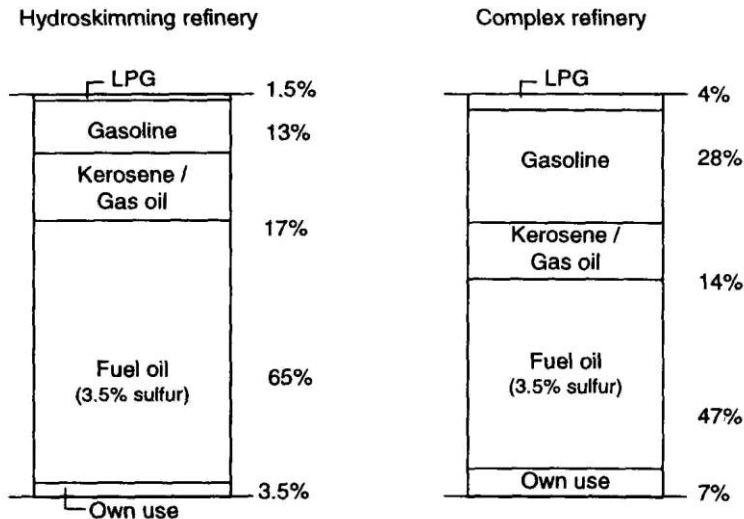 Hydroskimming refinery
LPG
1.5%
Gasoline
13%
Kerosene /
Gas oil
17%
Fuel oil
(3.5% sulfur)
65%
3.5%
Own use
Complex refinery
LPG
4%
Gasoline
28%
Kerosene /
Gas oil
14%
Fuel oil
(3.5% sulfur)
47%
Own use
7%